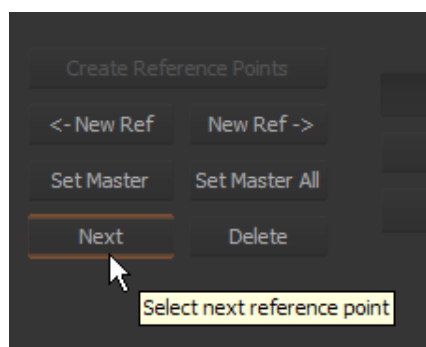 Create Reference Points
<- New Ref
New Ref ->
Set Master
Set Master All
Next
Delete
Select next reference point